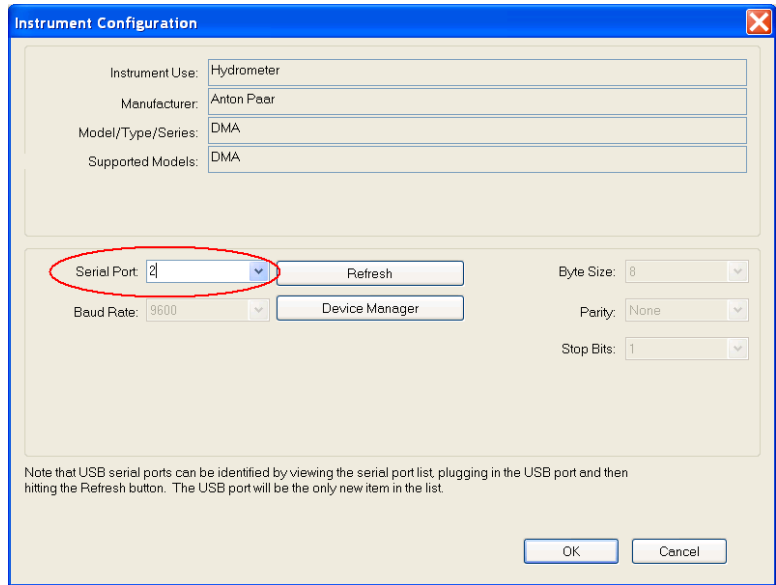 Instrument Configuration
Instrument Use: Hydrometer
Manufacturer: Anton Paar
Model/Type/Series: DMA
Supported Models: DMA
Serial Port: 2 Refresh Byte Size: 8
Baud Rate: 9600 Device Manager Parity: None
Stop Bits: 1
Note that USB serial ports can be identified by viewing the serial port list, plugging in the USB port and then
hitting the Refresh button. The USB port will be the only new item in the list.
OK Cancel